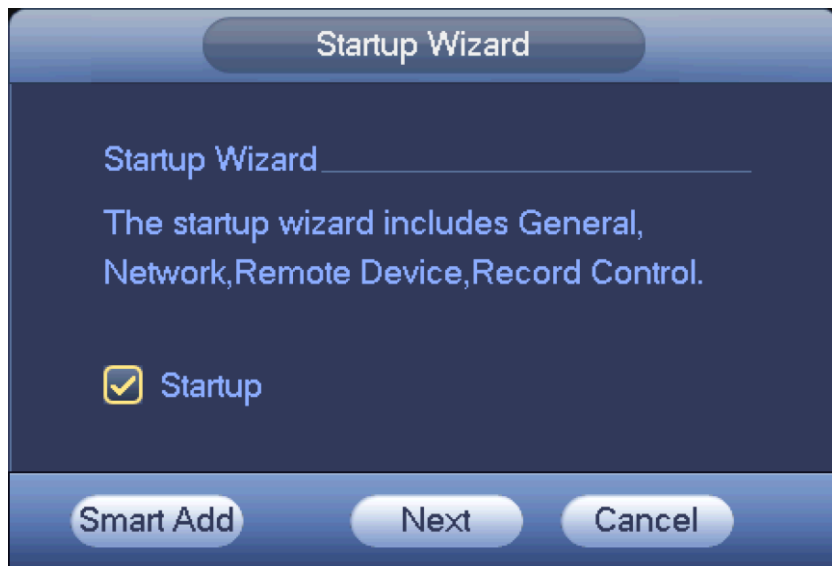 Startup Wizard
Startup Wizard
The startup wizard includes General,
Network,Remote Device,Record Control.
Startup
Smart Add
Next
Cancel